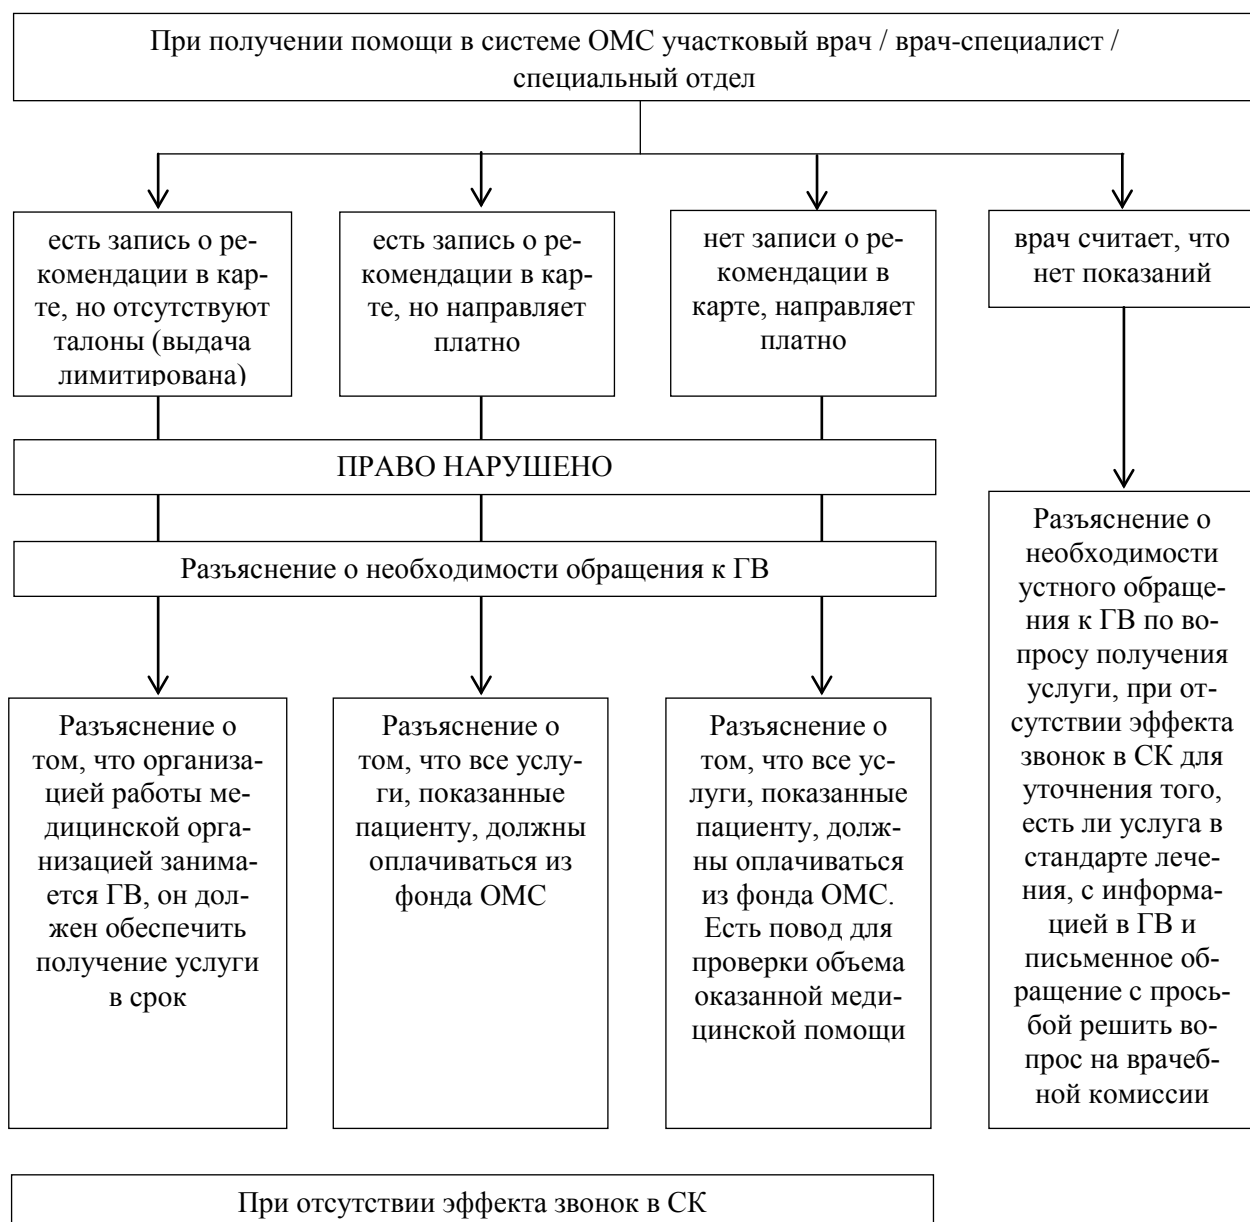 При получении помощи в системе ОМС участковый врач / врач-специалист /
специальный отдел
есть запись о ре-
комендации в кар-
те, но отсутствуют
талоны (выдача
лимитирована)
есть запись о ре-
комендации в кар-
те, но направляет
платно
нет записи о ре-
комендации в
карте, направляет
платно
врач считает, что
нет показаний
ПРАВО НАРУШЕНО
Разъяснение о необходимости обращения к ГВ
Разъяснение о
том, что организа-
цией работы ме-
дицинской орга-
низацией занима-
ется ГВ, он дол-
жен обеспечить
получение услуги
в срок
Разъяснение о
том, что все услу-
ги, показанные
пациенту, должны
оплачиваться из
фонда ОМС
Разъяснение о
том, что все ус-
луги, показанные
пациенту, долж-
ны оплачиваться
из фонда ОМС.
Есть повод для
проверки объема
оказанной меди-
цинской помощи
Разъяснение о
необходимости
устного обраще-
ния к ГВ по во-
просу получения
услуги, при от-
сутствии эффекта
звонок в СК для
уточнения того,
есть ли услуга в
стандарте лече-
ния, с информа-
цией в ГВ и
письменное об-
ращение с прось-
бой решить во-
прос на врачеб-
ной комиссии
При отсутствии эффекта звонок в СК